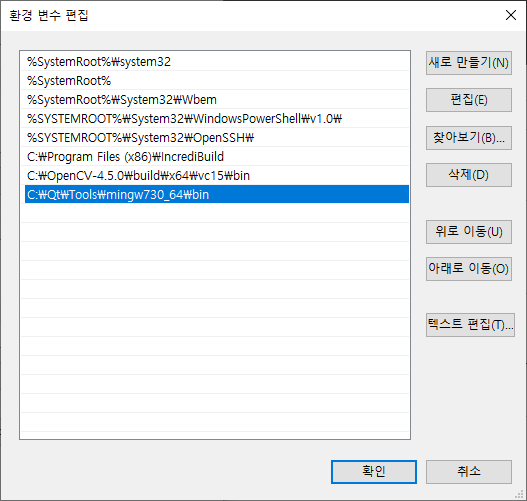 환경 변수 편집
%SystemRoot%₩system32
%SystemRoot%
%SystemRoot%₩System32₩Wbem
%SYSTEMROOT%₩System32₩WindowsPowerShell₩v1.0₩
%SYSTEMROOT%₩System32₩OpenSSH₩
C:₩Program Files (x86)₩IncrediBuild
C:₩OpenCV-4.5.0₩build₩x64₩vc15₩bin
C:₩Qt₩Tools₩mingw730_64₩bin
새로 만들기(N)
편집(E)
찾아보기(B)...
삭제(D)
위로 이동(U)
아래로 이동(O)
텍스트 편집(T)...
확인
취소